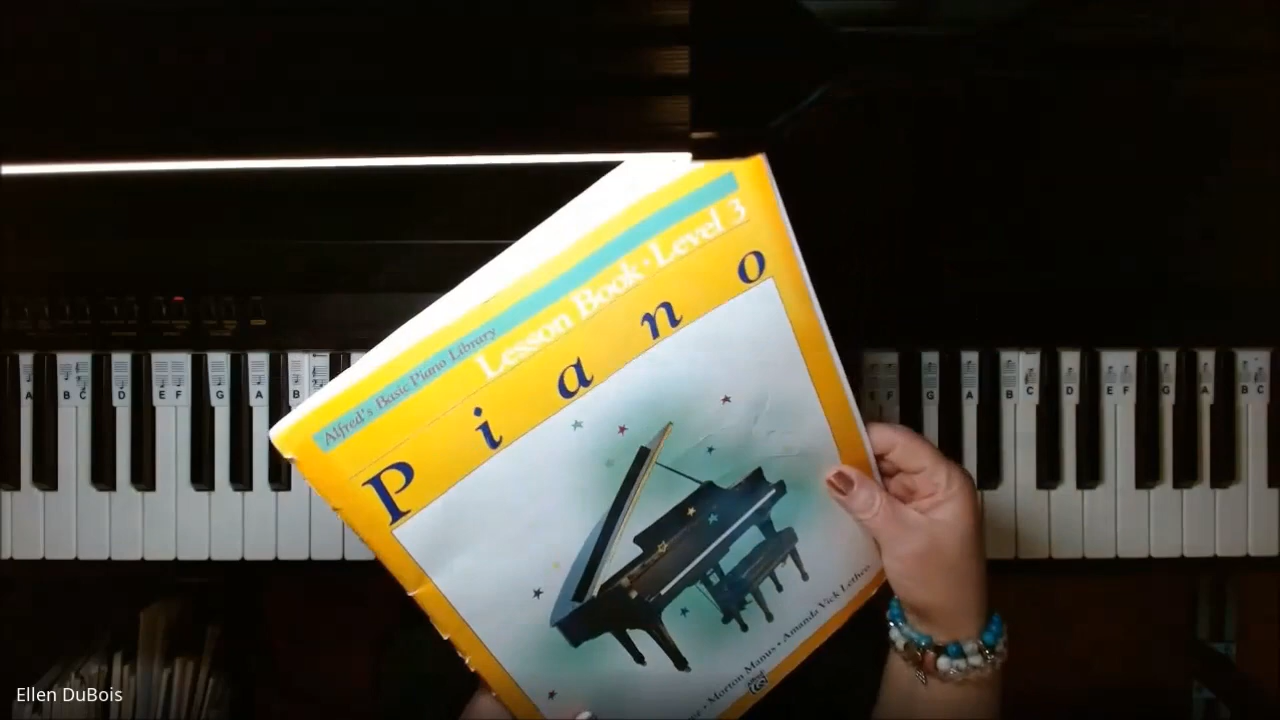 Alfred's Basic Piano Library
Lesson Book · Level 3
Piano
Morton Manus • Amanda Vick Lethco
A B C D E F G A B
F G A B C D E F G A B C
Ellen DuBois